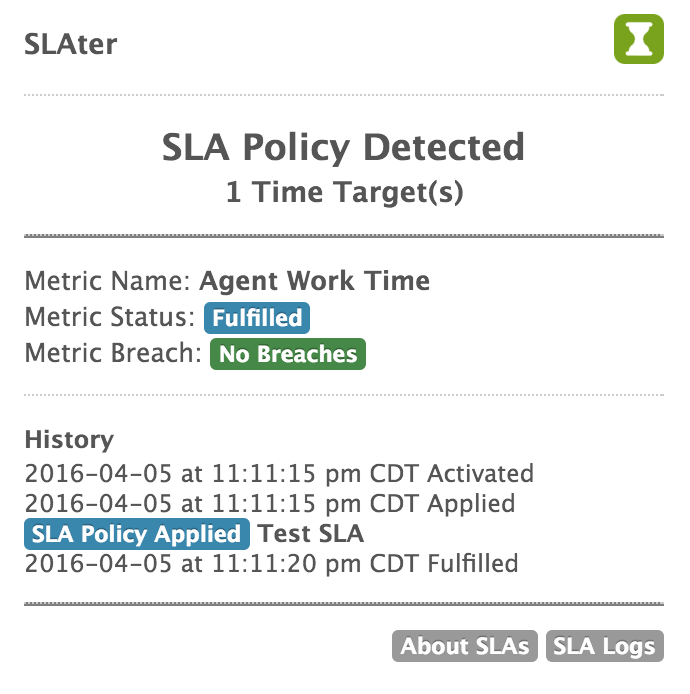 SLAter
SLA Policy Detected
1 Time Target(s)
Metric Name: Agent Work Time
Metric Status: Fulfilled
Metric Breach: No Breaches
History
2016-04-05 at 11:11:15 pm CDT Activated
2016-04-05 at 11:11:15 pm CDT Applied
SLA Policy Applied Test SLA
2016-04-05 at 11:11:20 pm CDT Fulfilled
About SLAs SLA Logs